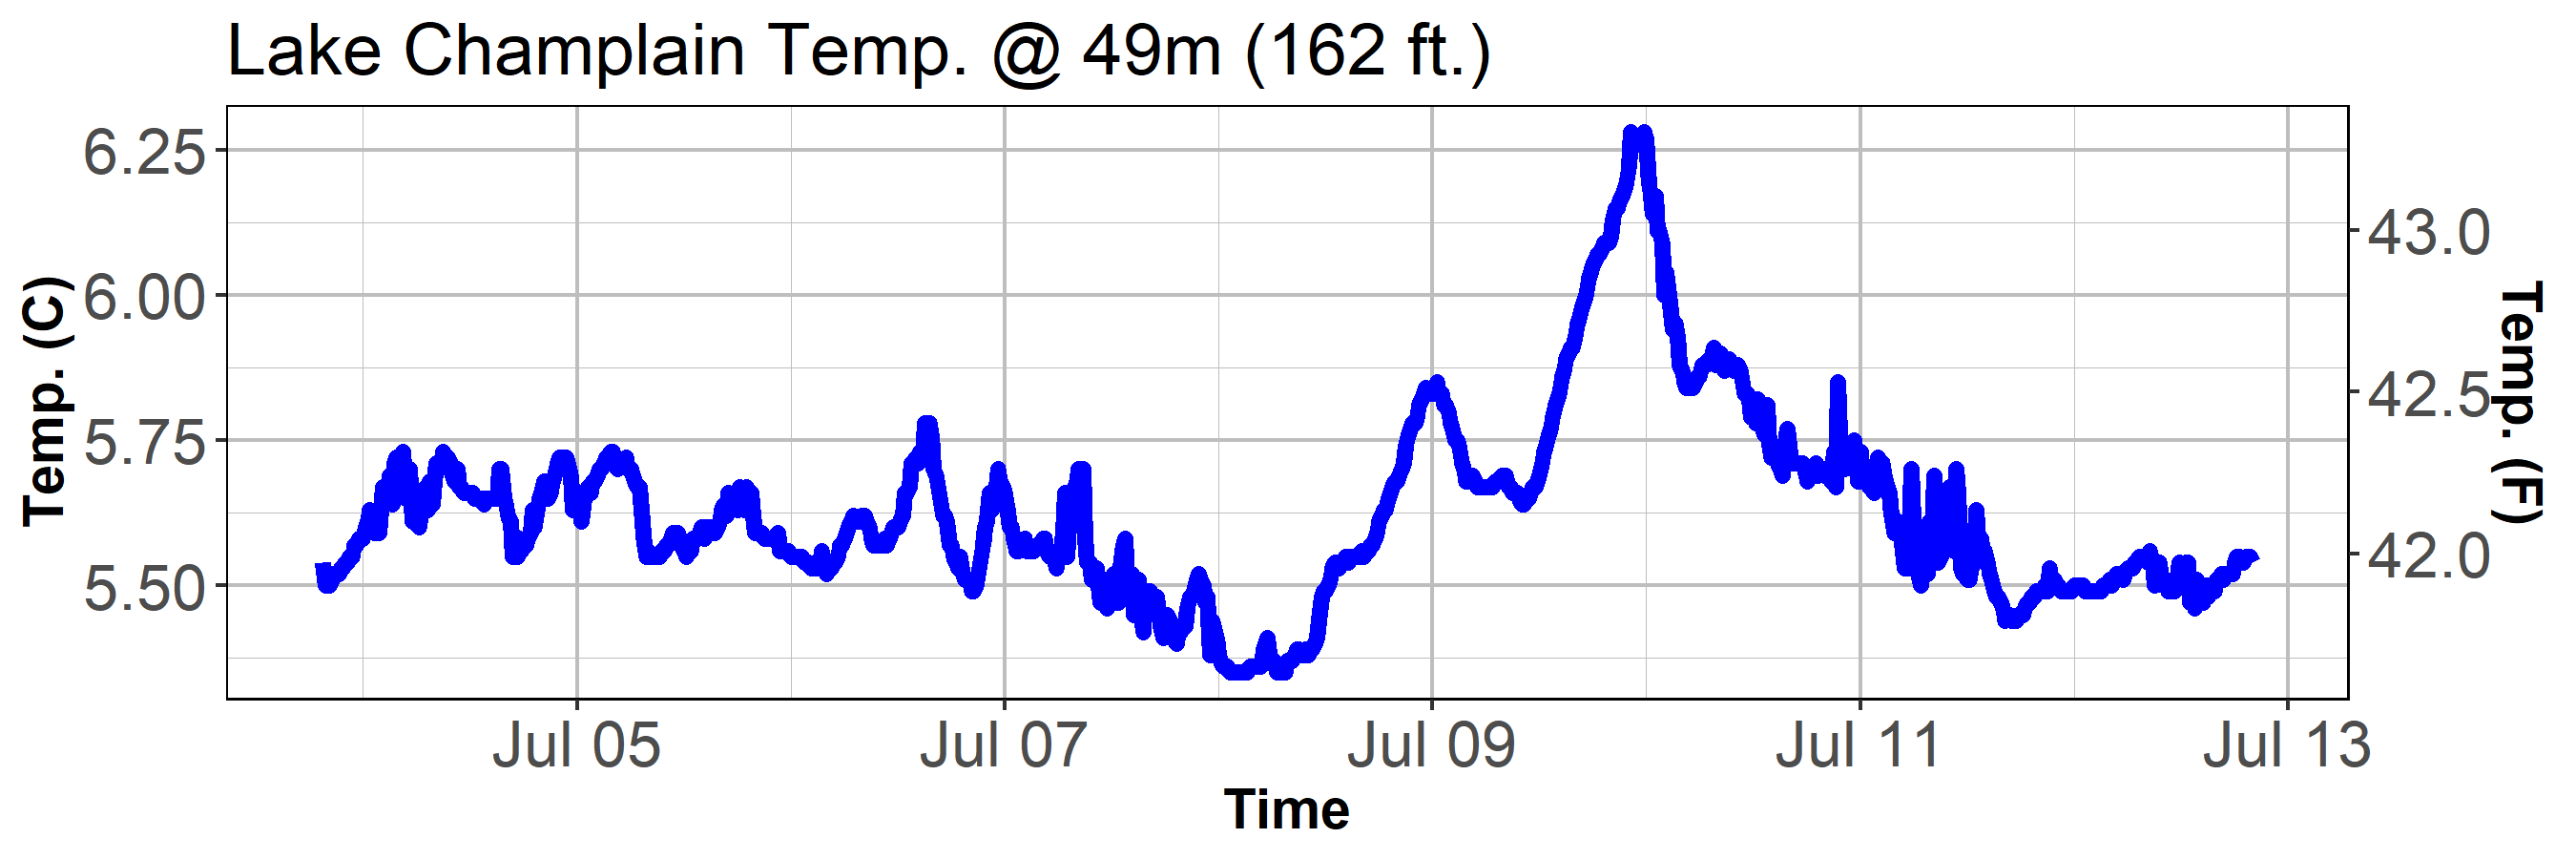 Lake Champlain Temp. @ 49m (162 ft.)
6.25
6.00
5.75
5.50
Temp. (C)
43.0
42.5
42.0
Temp. (F)
Jul 05
Jul 07
Jul 09
Jul 11
Jul 13
Time